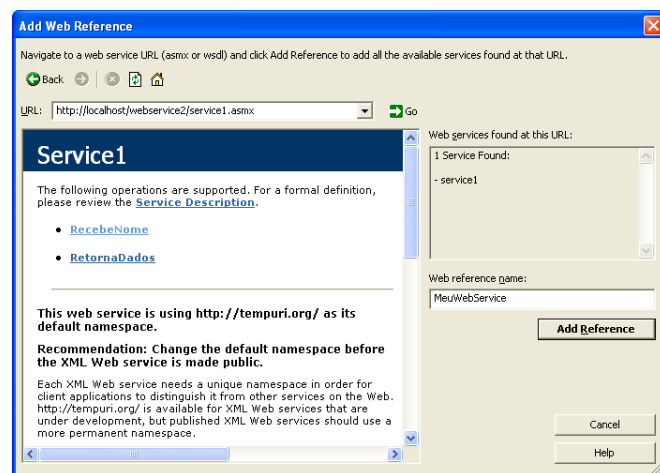 Add Web Reference
Navigate to a web service URL (asmx or wsdl) and click Add Reference to add all the available services found at that URL.
Back
URL: http://localhost/webservice2/service1.asmx Go
Service1
The following operations are supported. For a formal definition,
please review the Service Description.
• RecebeNome
• RetornaDados
This web service is using http://tempuri.org/ as its
default namespace.
Recommendation: Change the default namespace before
the XML Web service is made public.
Each XML Web service needs a unique namespace in order for
client applications to distinguish it from other services on the Web.
http://tempuri.org/ is available for XML Web services that are
under development, but published XML Web services should use a
more permanent namespace.
Web services found at this URL:
1 Service Found:
- service1
Web reference name:
MeuWebService
Add Reference
Cancel
Help